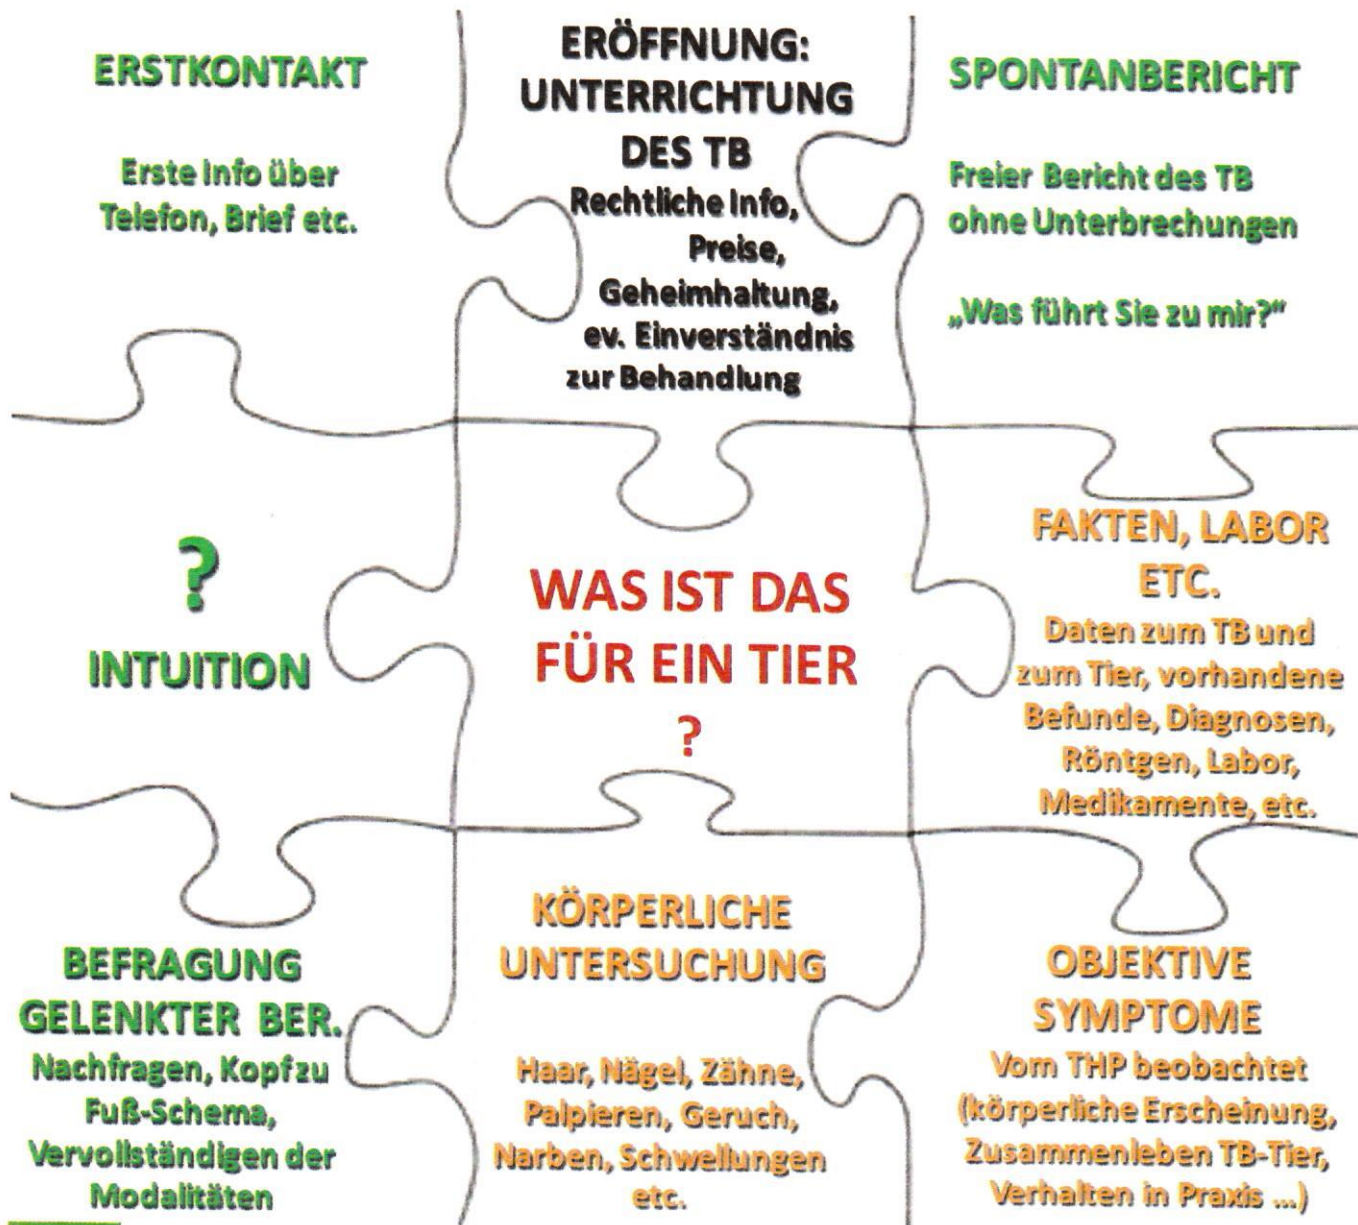 ERSTKONTAKT
Erste Info über
Telefon, Brief etc.
ERÖFFNUNG:
UNTERRICHTUNG
DES TB
Rechtliche Info,
Preise,
Geheimhaltung,
ev. Einverständnis
zur Behandlung
SPONTANBERICHT
Freier Bericht des TB
ohne Unterbrechungen
„Was führt Sie zu mir?“
?
INTUITION
WAS IST DAS
FÜR EIN TIER
?
FAKTEN, LABOR
ETC.
Daten zum TB und
zum Tier, vorhandene
Befunde, Diagnosen,
Röntgen, Labor,
Medikamente, etc.
BEFRAGUNG
GELENKTER BER.
Nachfragen, Kopf zu
Fuß-Schema,
Vervollständigen der
Modalitäten
KÖRPERLICHE
UNTERSUCHUNG
Haar, Nägel, Zähne,
Palpieren, Geruch,
Narben, Schwellungen
etc.
OBJEKTIVE
SYMPTOME
Vom THP beobachtet
(körperliche Erscheinung,
Zusammenleben TB-Tier,
Verhalten in Praxis ...)